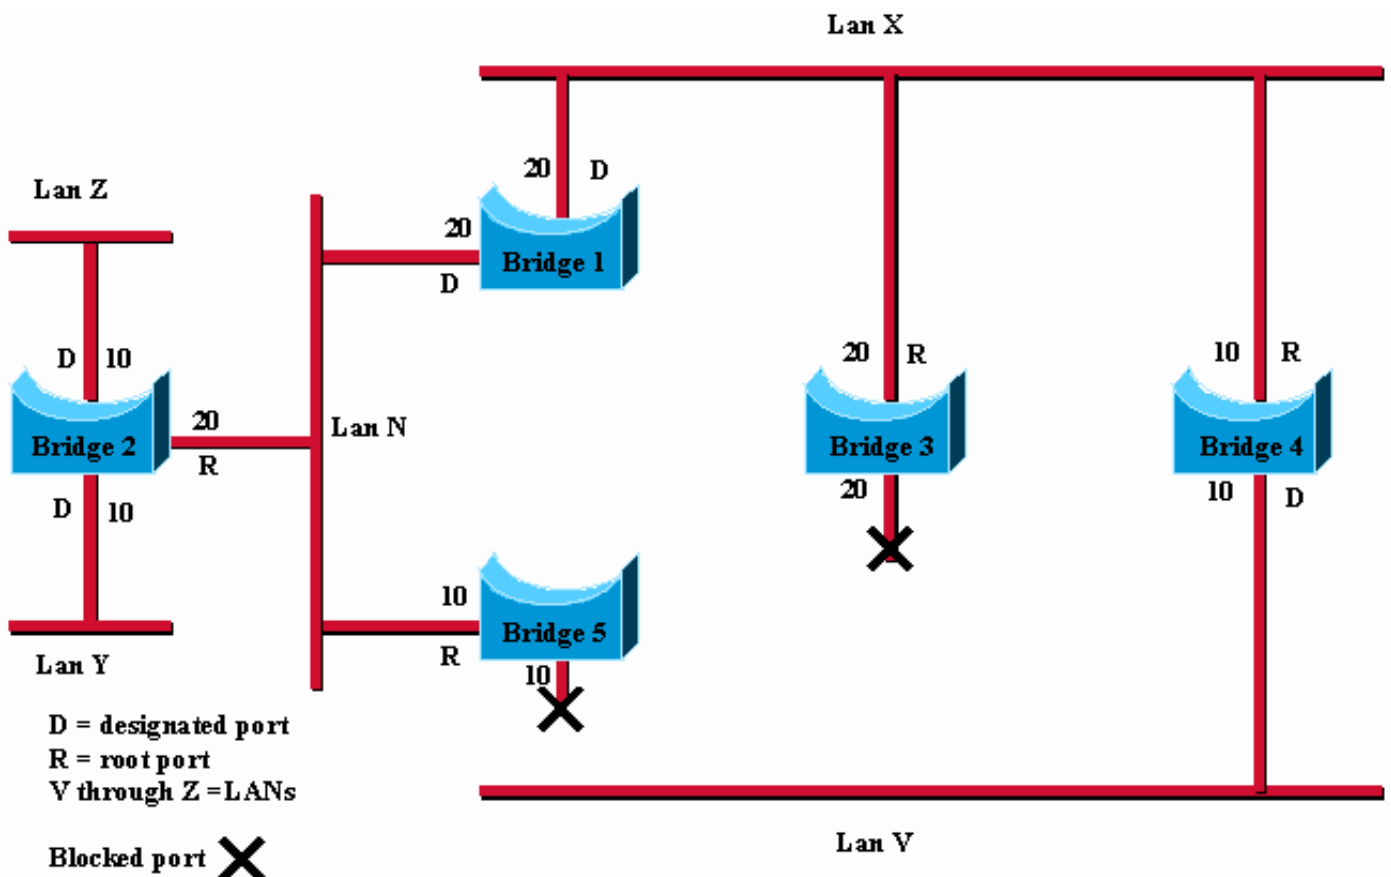 Lan X
20 D
Lan Z
20
Bridge 1
D
20 R
10 R
D 10
20
Lan N
Bridge 2
Bridge 3
Bridge 4
R
20
10 D
D 10
10
Bridge 5
R
10
Lan Y
D = designated port
R = root port
V through Z =LANs
Lan V
Blocked port